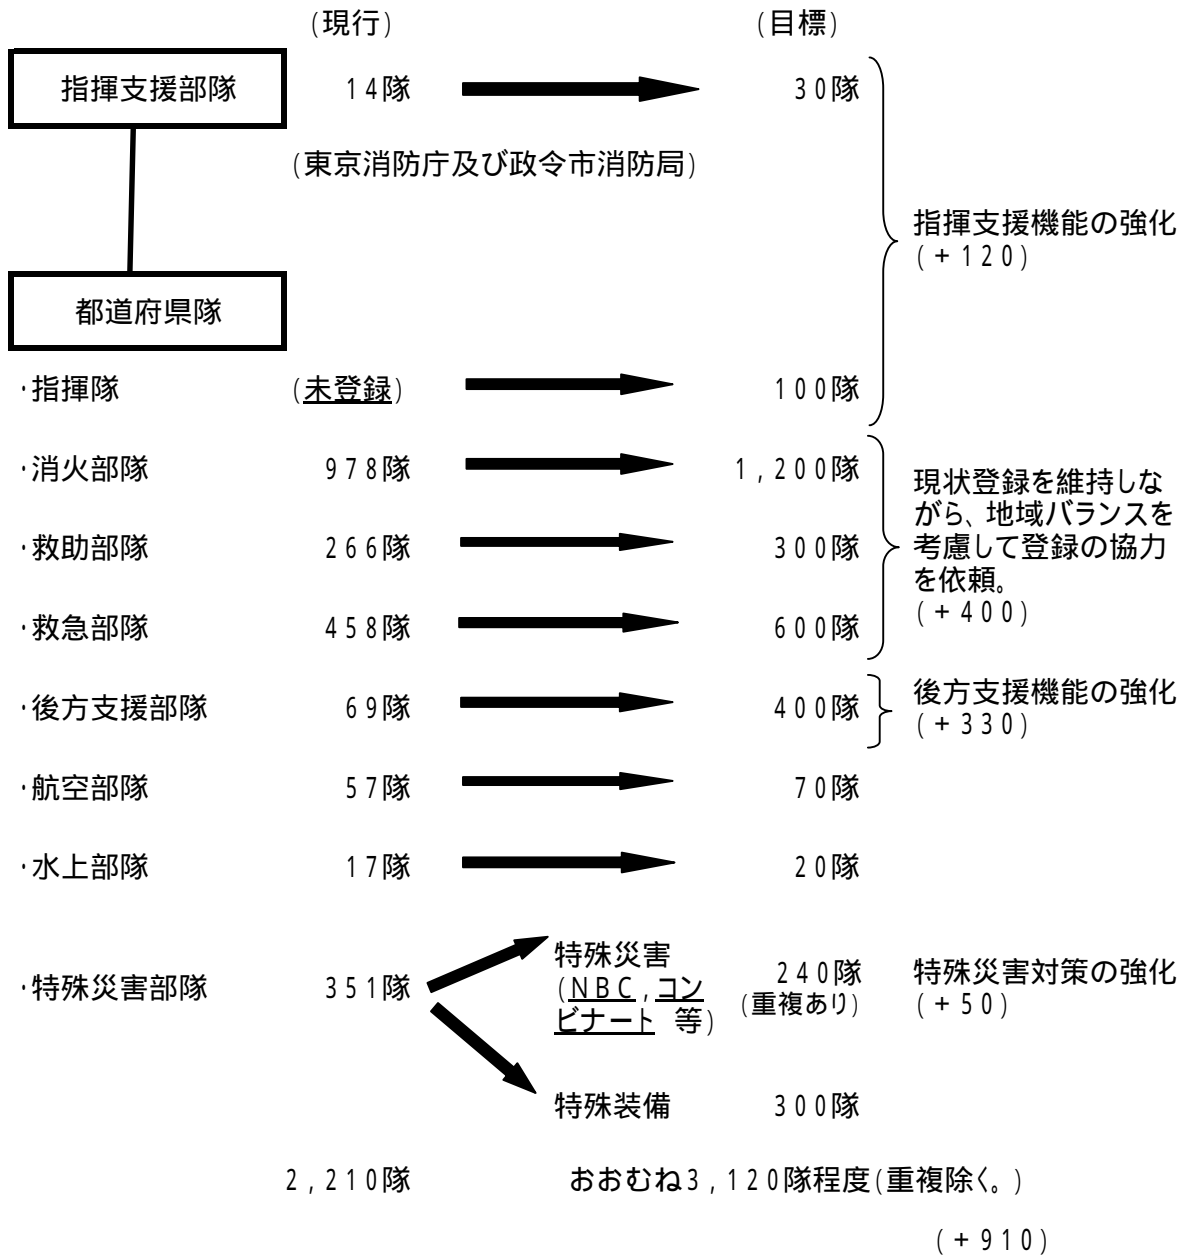 (現行) (目標)
指揮支援部隊 14隊 30隊
(東京消防庁及び政令市消防局)
指揮支援機能の強化
(+120)
都道府県隊
・指揮隊 (未登録) 100隊
・消火部隊 978隊 1,200隊
・救助部隊 266隊 300隊
・救急部隊 458隊 600隊
現状登録を維持しな
がら、地域バランスを
考慮して登録の協力
を依頼。
(+400)
・後方支援部隊 69隊 400隊
後方支援機能の強化
(+330)
・航空部隊 57隊 70隊
・水上部隊 17隊 20隊
・特殊災害部隊 351隊
特殊災害
(NBC,コン
ビナート 等)
240隊
(重複あり)
特殊災害対策の強化
(+50)
特殊装備 300隊
2,210隊 おおむね3,120隊程度(重複除く。)
(+910)